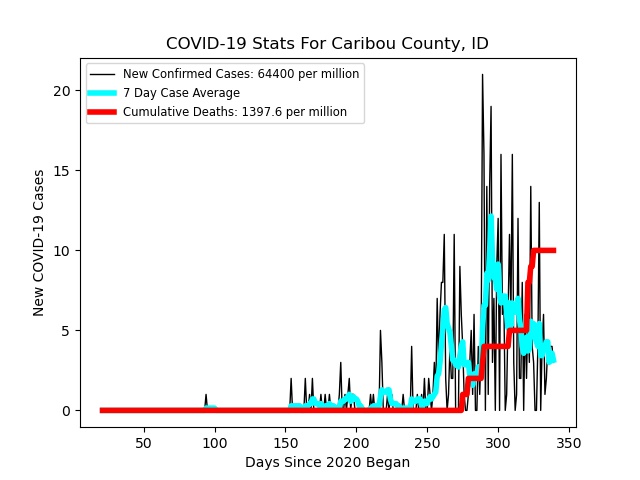 COVID-19 Stats For Caribou County, ID
New Confirmed Cases: 64400 per million
7 Day Case Average
Cumulative Deaths: 1397.6 per million
New COVID-19 Cases
20
15
10
5
0
50 100 150 200 250 300 350
Days Since 2020 Began